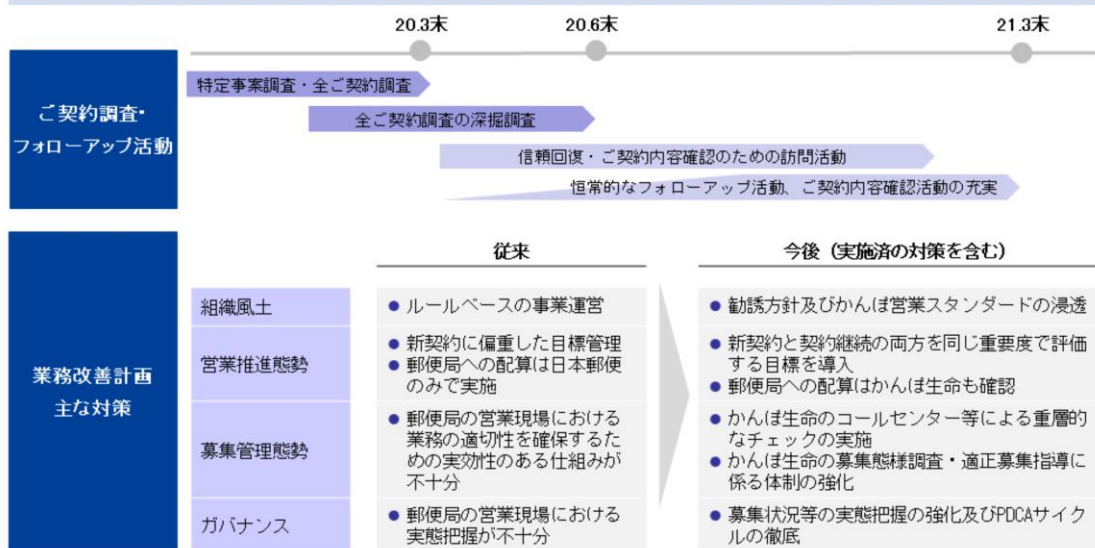 20.3末
20.6末
21.3末
ご契約調査・
フォローアップ活動
特定事案調査・全ご契約調査
全ご契約調査の深掘調査
信頼回復・ご契約内容確認のための訪問活動
恒常的なフォローアップ活動、ご契約内容確認活動の充実
業務改善計画
主な対策
従来
今後（実施済の対策を含む）
組織風土
● ルールベースの事業運営
● 勧誘方針及びかんぽ営業スタンダードの浸透
営業推進態勢
● 新契約に偏重した目標管理
● 郵便局への配算は日本郵便
のみで実施
● 新契約と契約継続の両方を同じ重要度で評価
する目標を導入
● 郵便局への配算はかんぽ生命も確認
募集管理態勢
● 郵便局の営業現場における
業務の適切性を確保するた
めの実効性のある仕組みが
不十分
● かんぽ生命のコールセンター等による重層的
なチェックの実施
● かんぽ生命の募集態様調査・適正募集指導に
係る体制の強化
ガバナンス
● 郵便局の営業現場における
実態把握が不十分
● 募集状況等の実態把握の強化及びPDCAサイク
ルの徹底